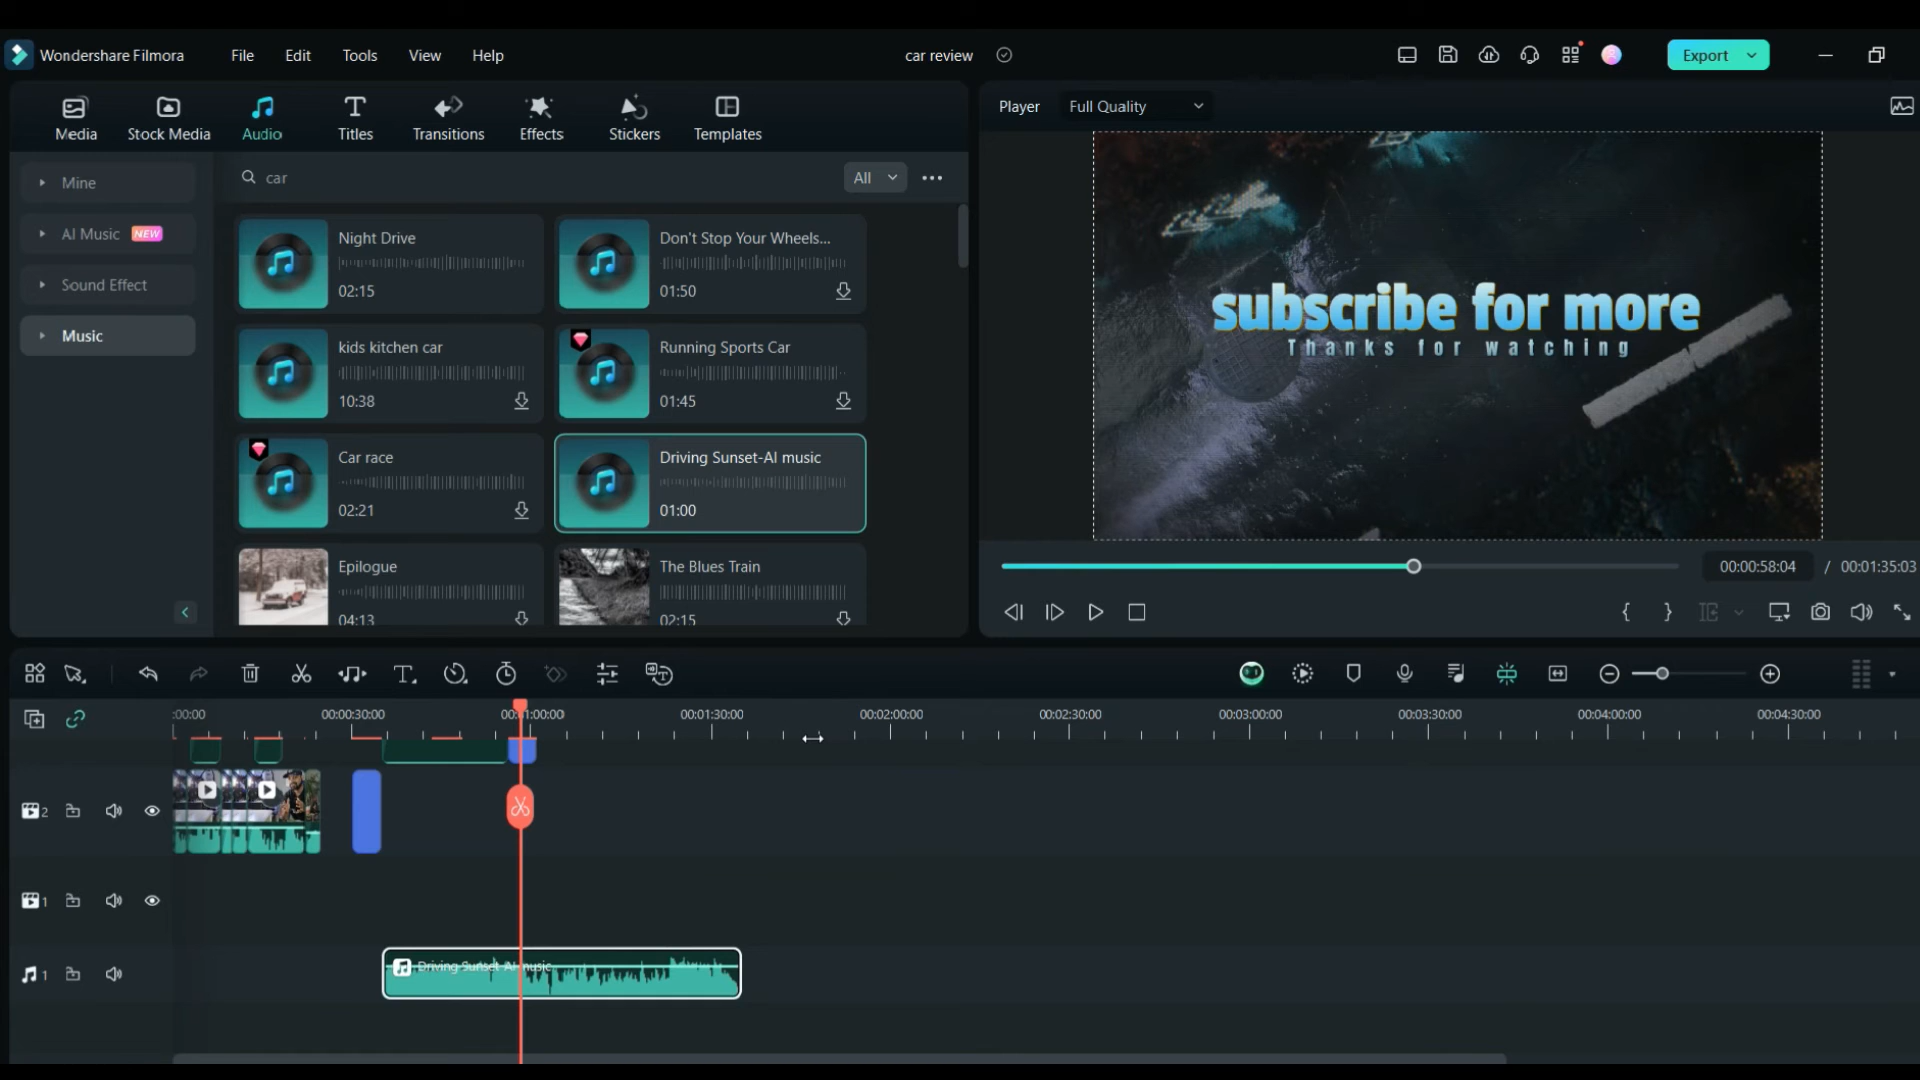 Wondershare Filmora
File Edit Tools View Help
car review
Export
Media Stock Media Audio Titles Transitions Effects Stickers Templates
Player Full Quality
Mine
AI Music NEW
Sound Effect
Music
car
All
Night Drive
02:15
Don't Stop Your Wheels...
01:50
kids kitchen car
10:38
Running Sports Car
01:45
Car race
02:21
Driving Sunset-AI music
01:00
Epilogue
04:13
The Blues Train
02:15
subscribe for more
Thanks for watching
00:00:58:04 / 00:01:35:03
:00:00 00:00:30:00 00:01:00:00 00:01:30:00 00:02:00:00 00:02:30:00 00:03:00:00 00:03:30:00 00:04:00:00 00:04:30:00
2
1
1
Driving Sunset-AI music